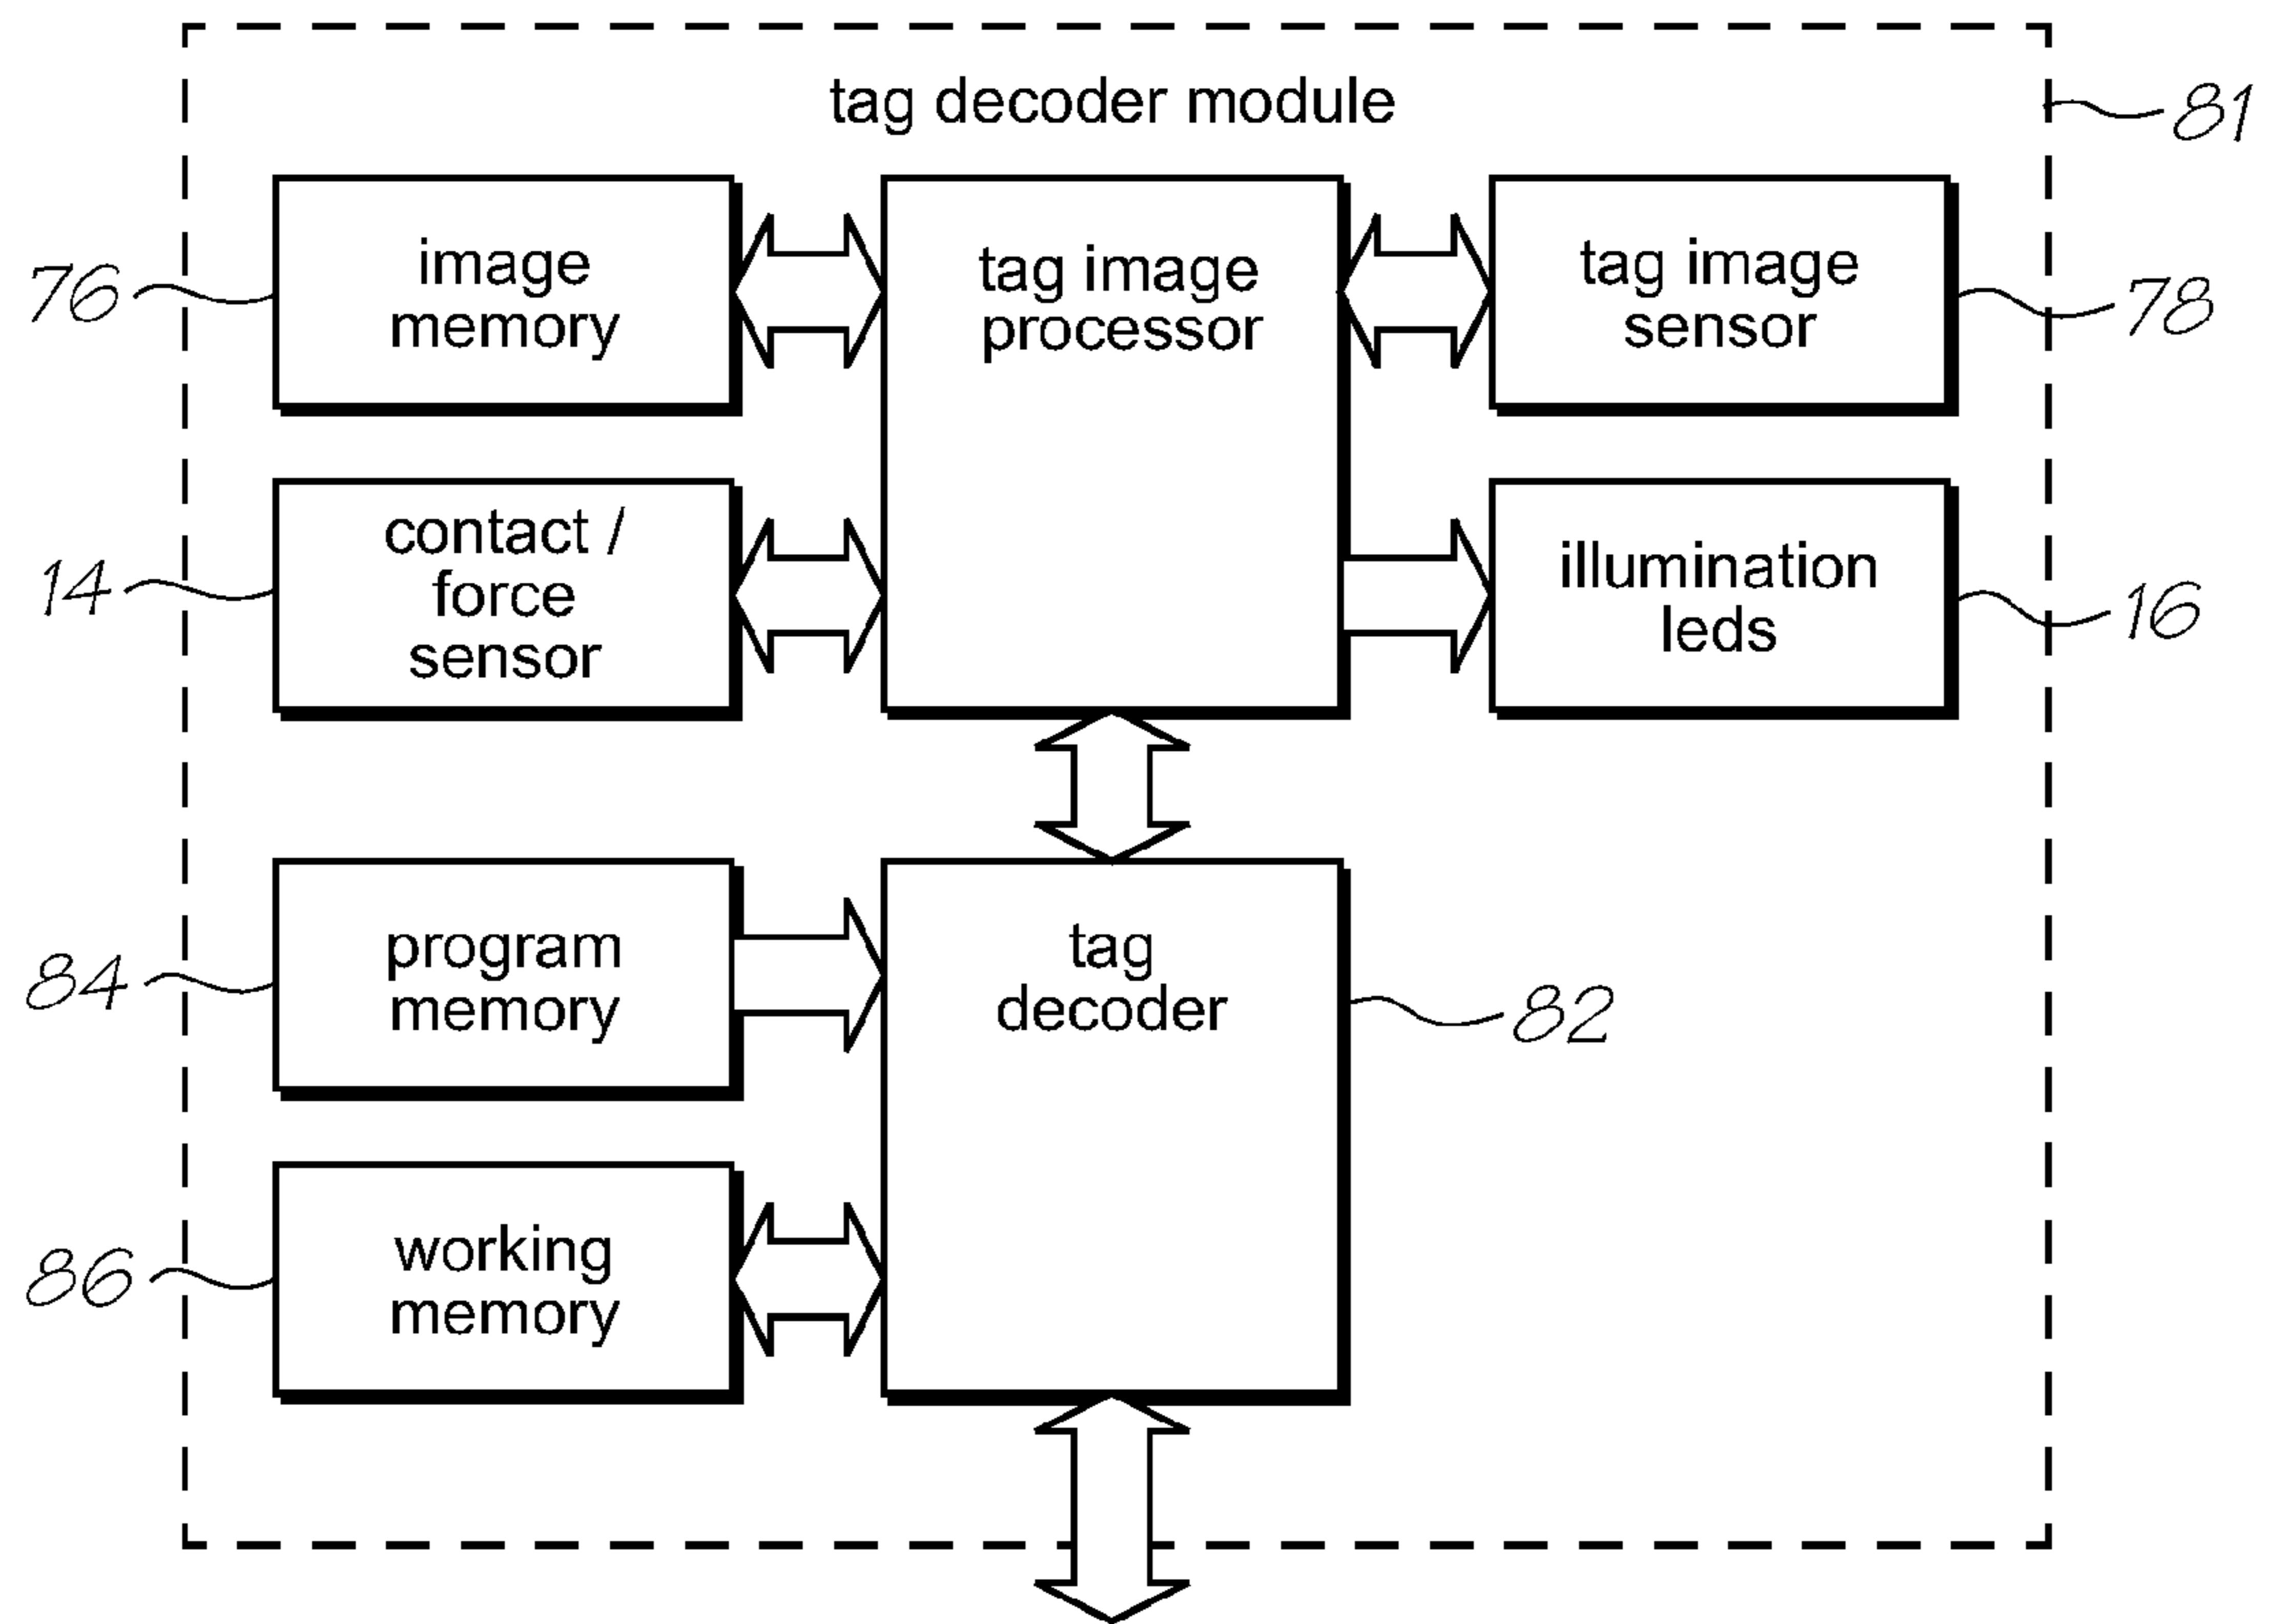 tag decoder module
81
76
image
memory
tag image
processor
tag image
sensor
78
14
contact /
force
sensor
illumination
leds
16
84
program
memory
tag
decoder
82
86
working
memory